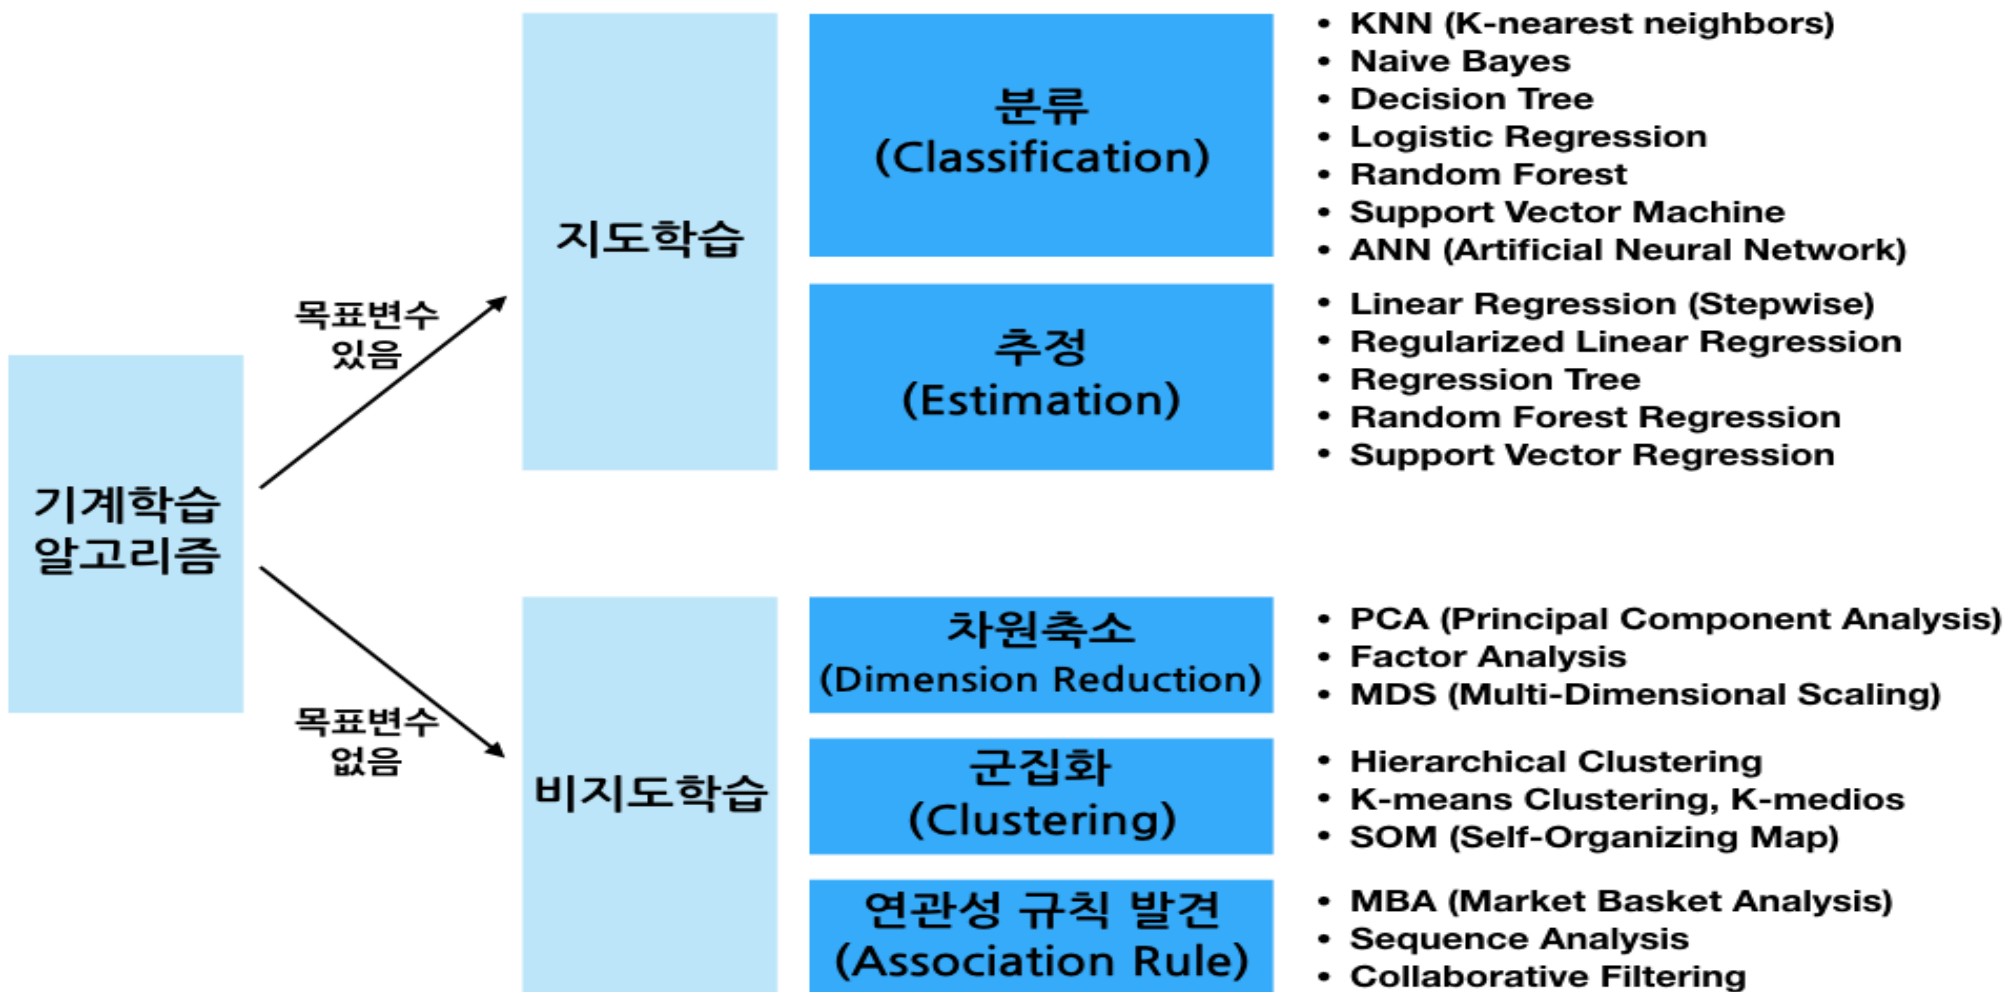 기계학습
알고리즘
목표변수
있음
목표변수
없음
지도학습
분류
(Classification)
• KNN (K-nearest neighbors)
• Naive Bayes
• Decision Tree
• Logistic Regression
• Random Forest
• Support Vector Machine
• ANN (Artificial Neural Network)
추정
(Estimation)
• Linear Regression (Stepwise)
• Regularized Linear Regression
• Regression Tree
• Random Forest Regression
• Support Vector Regression
비지도학습
차원축소
(Dimension Reduction)
• PCA (Principal Component Analysis)
• Factor Analysis
• MDS (Multi-Dimensional Scaling)
군집화
(Clustering)
• Hierarchical Clustering
• K-means Clustering, K-medios
• SOM (Self-Organizing Map)
연관성 규칙 발견
(Association Rule)
• MBA (Market Basket Analysis)
• Sequence Analysis
• Collaborative Filtering